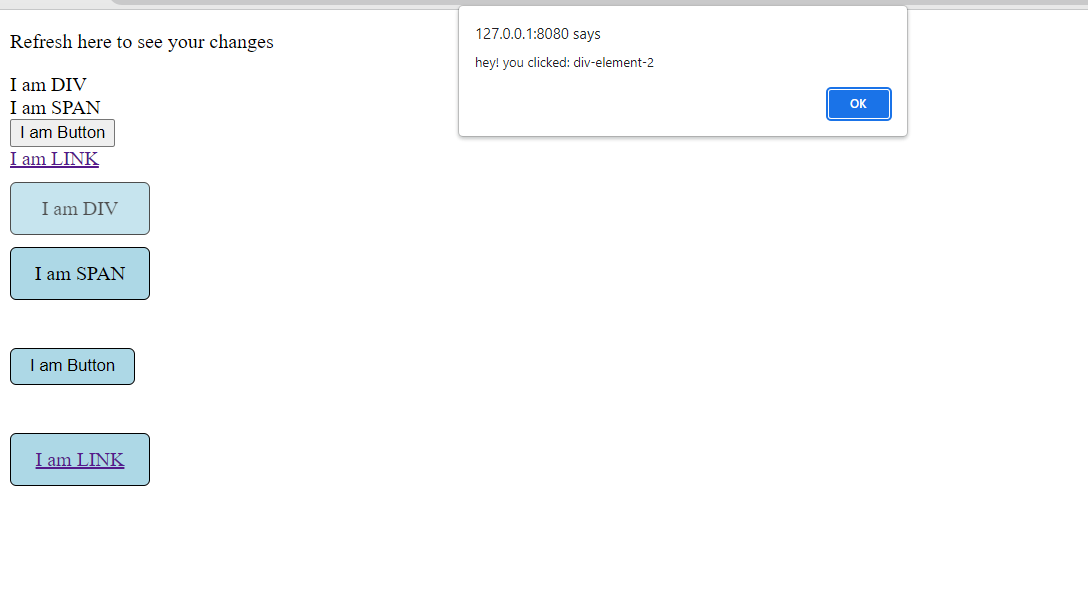 127.0.0.1:8080 says
hey! you clicked: div-element-2
OK
Refresh here to see your changes
I am DIV
I am SPAN
I am Button
I am LINK
I am DIV
I am SPAN
I am Button
I am LINK